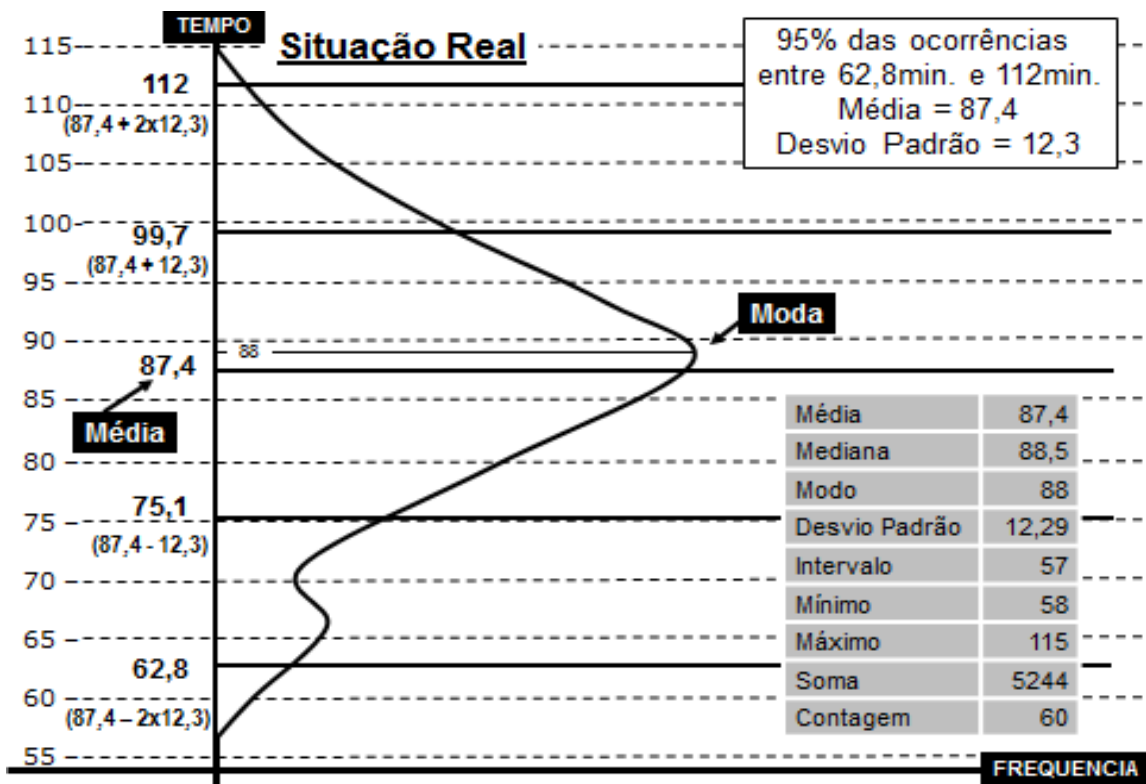 TEMPO
Situação Real
95% das ocorrências
entre 62,8min. e 112min.
Média = 87,4
Desvio Padrão = 12,3
115
112
110
(87,4 + 2x12,3)
105
100
99,7
(87,4 + 12,3)
95
Moda
90
88
87,4
85
Média
80
75,1
75
(87,4 - 12,3)
70
65
62,8
60
(87,4 – 2x12,3)
55
Média 87,4
Mediana 88,5
Modo 88
Desvio Padrão 12,29
Intervalo 57
Mínimo 58
Máximo 115
Soma 5244
Contagem 60
FREQUENCIA